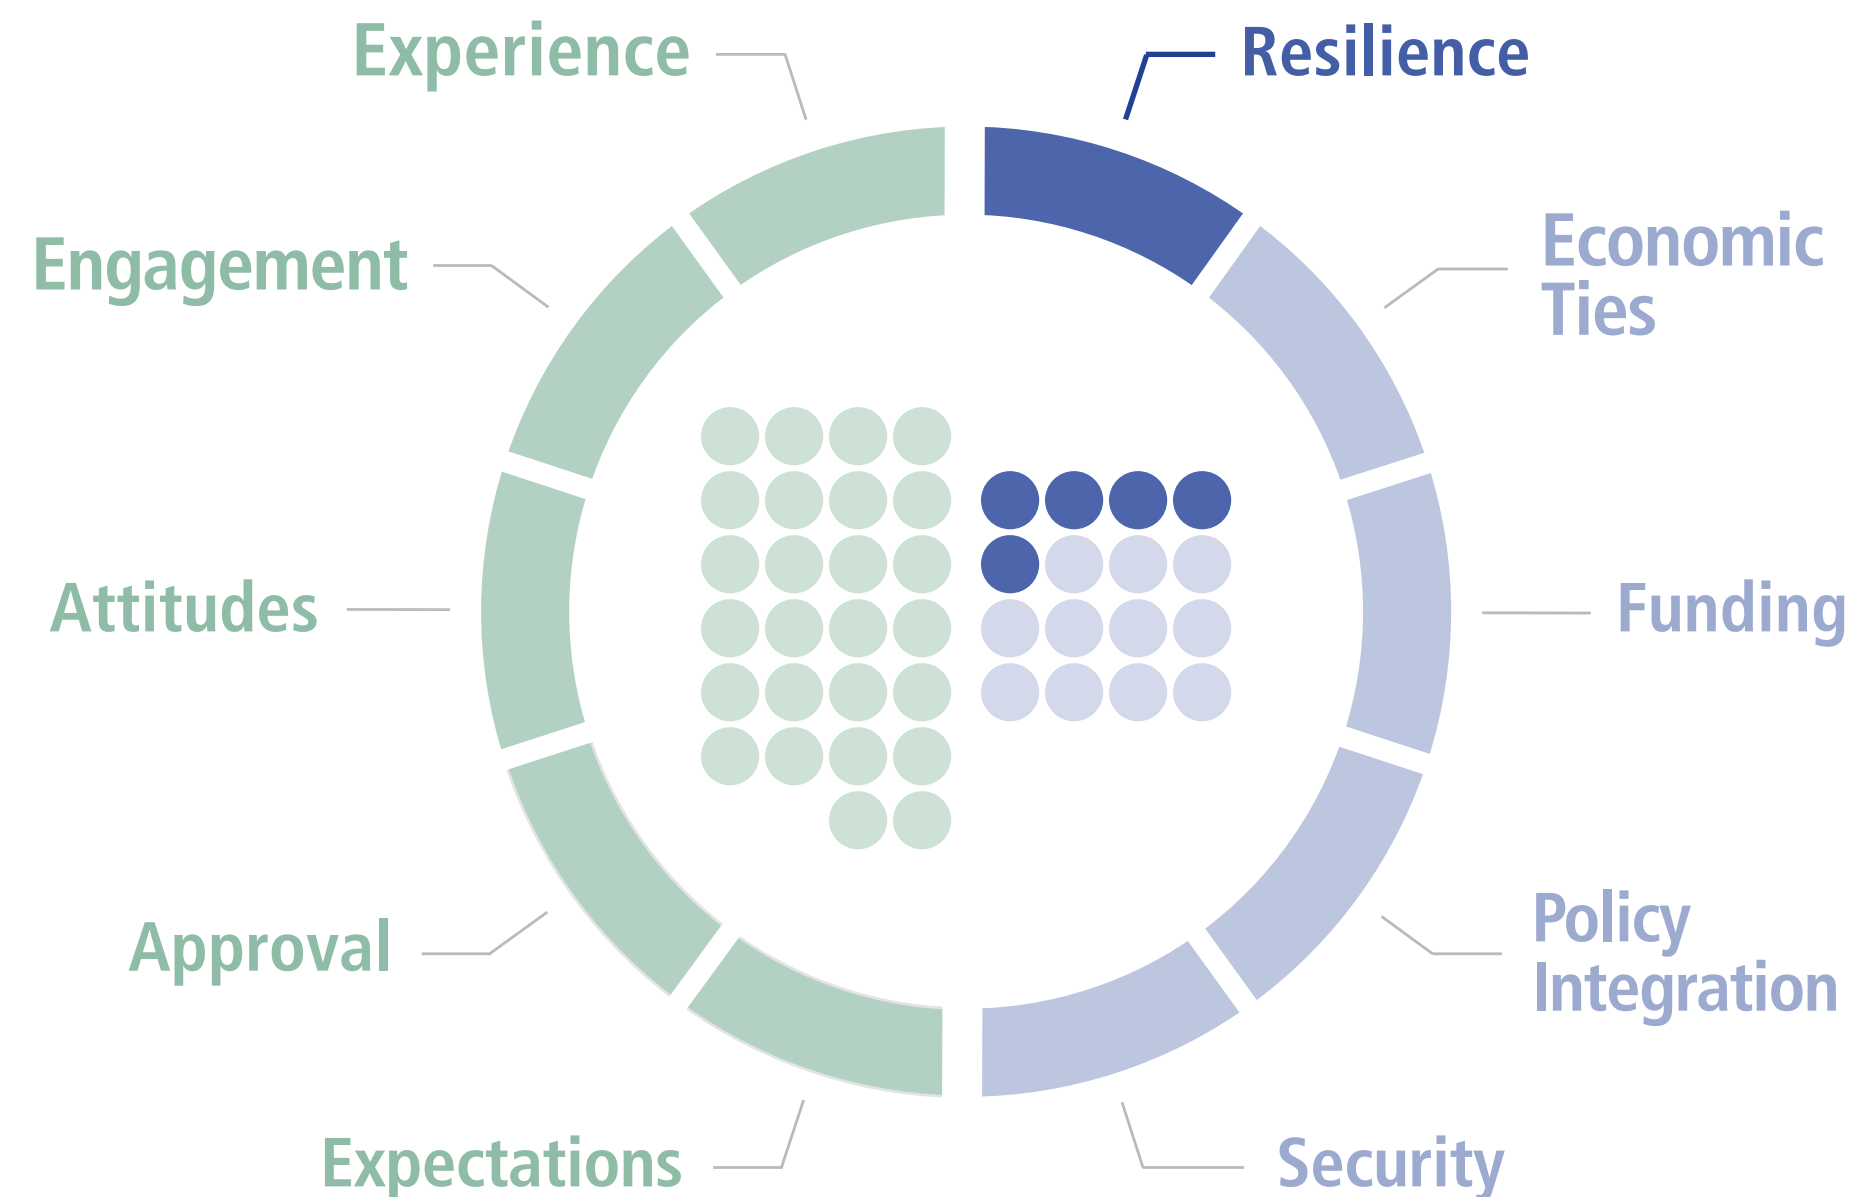 Experience
Resilience
Engagement
Economic
Ties
Attitudes
Funding
Approval
Policy
Integration
Expectations
Security